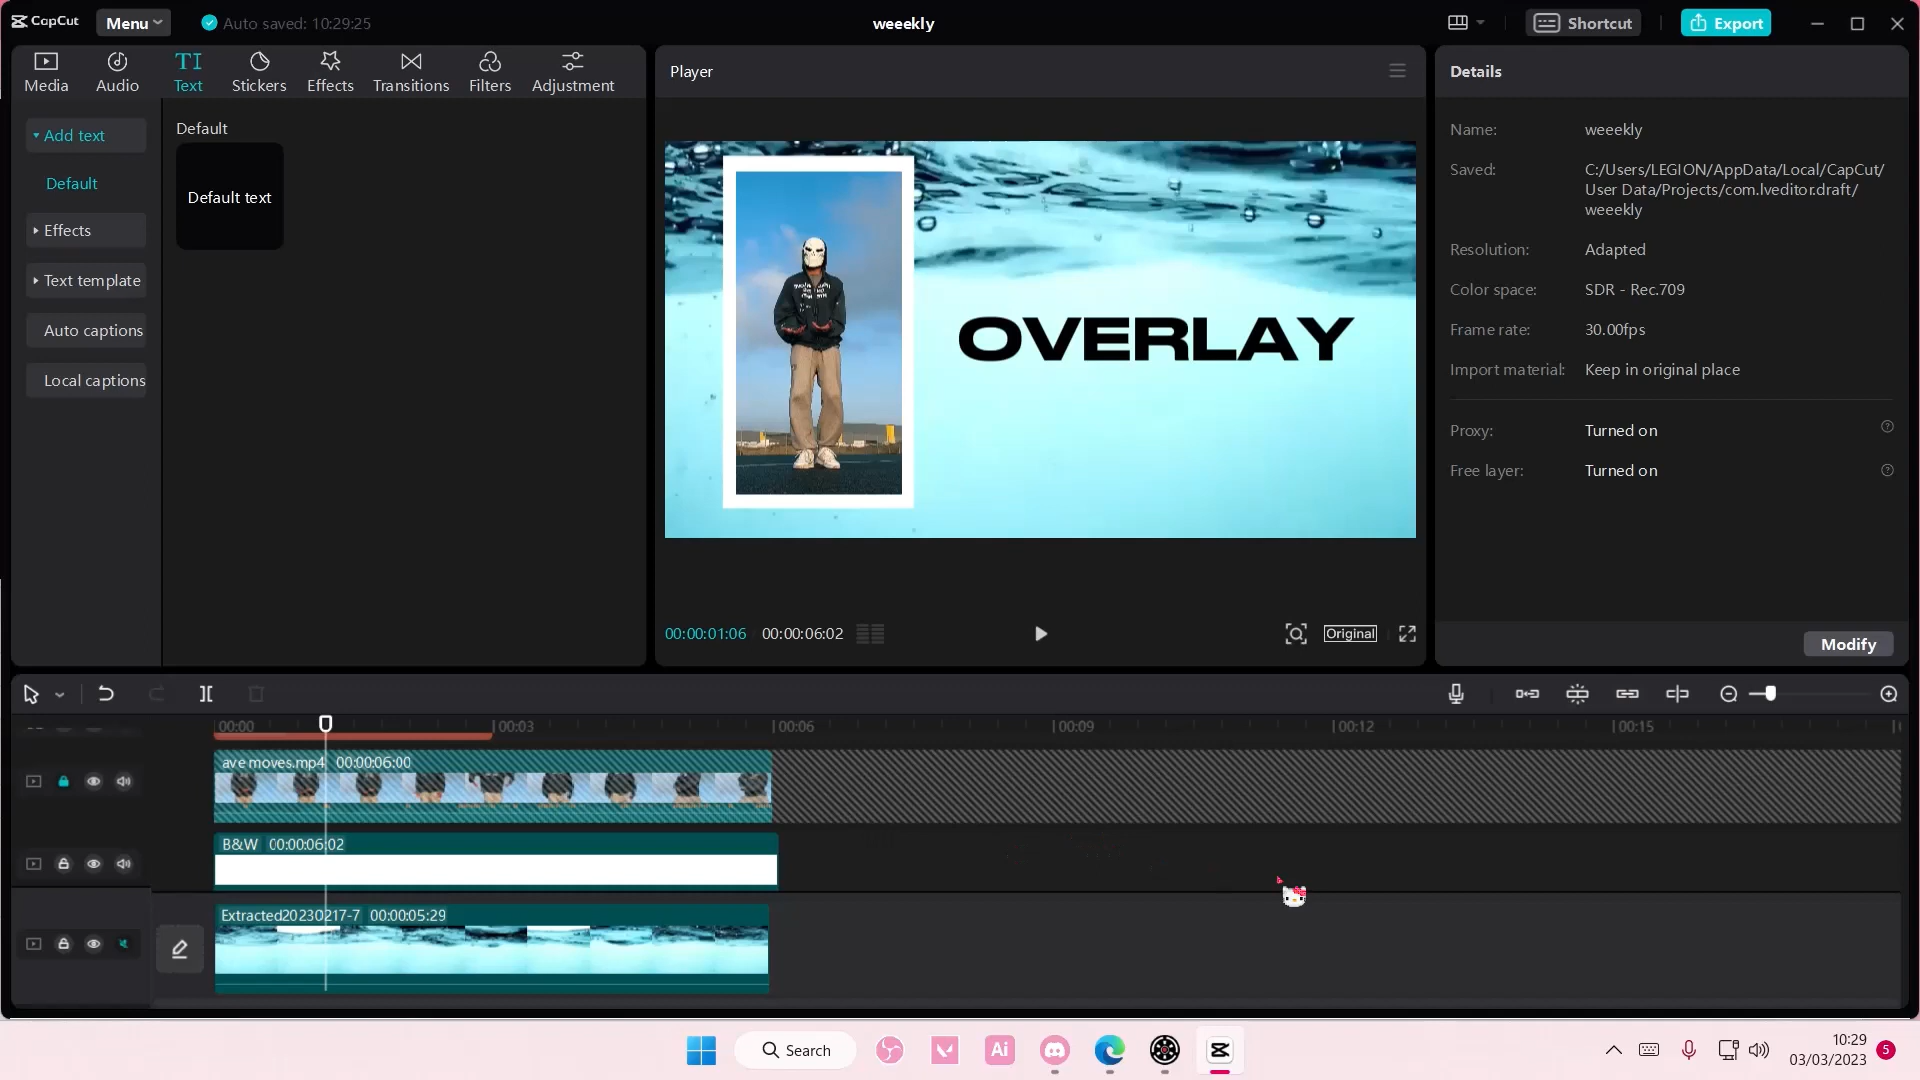 CapCut
Menu
Auto saved: 10:29:25
weeekly
Shortcut
Export
Media
Audio
TI
Text
Stickers
Effects
Transitions
Filters
Adjustment
Player
Details
Add text
Default
Effects
Text template
Auto captions
Local captions
Default
Default text
OVERLAY
00:00:01:06
00:00:06:02
Original
Name:
weeekly
Saved:
C:/Users/LEGION/AppData/Local/CapCut/
User Data/Projects/com.lveditor.draft/
weeekly
Resolution:
Adapted
Color space:
SDR - Rec.709
Frame rate:
30.00fps
Import material:
Keep in original place
Proxy:
Turned on
Free layer:
Turned on
Modify
00:00
00:03
00:06
00:09
00:12
00:15
ave moves.mp4 00:00:06:00
B&W 00:00:06:02
Extracted20230217-7 00:00:05:29
Search
Ai
10:29
03/03/2023
5